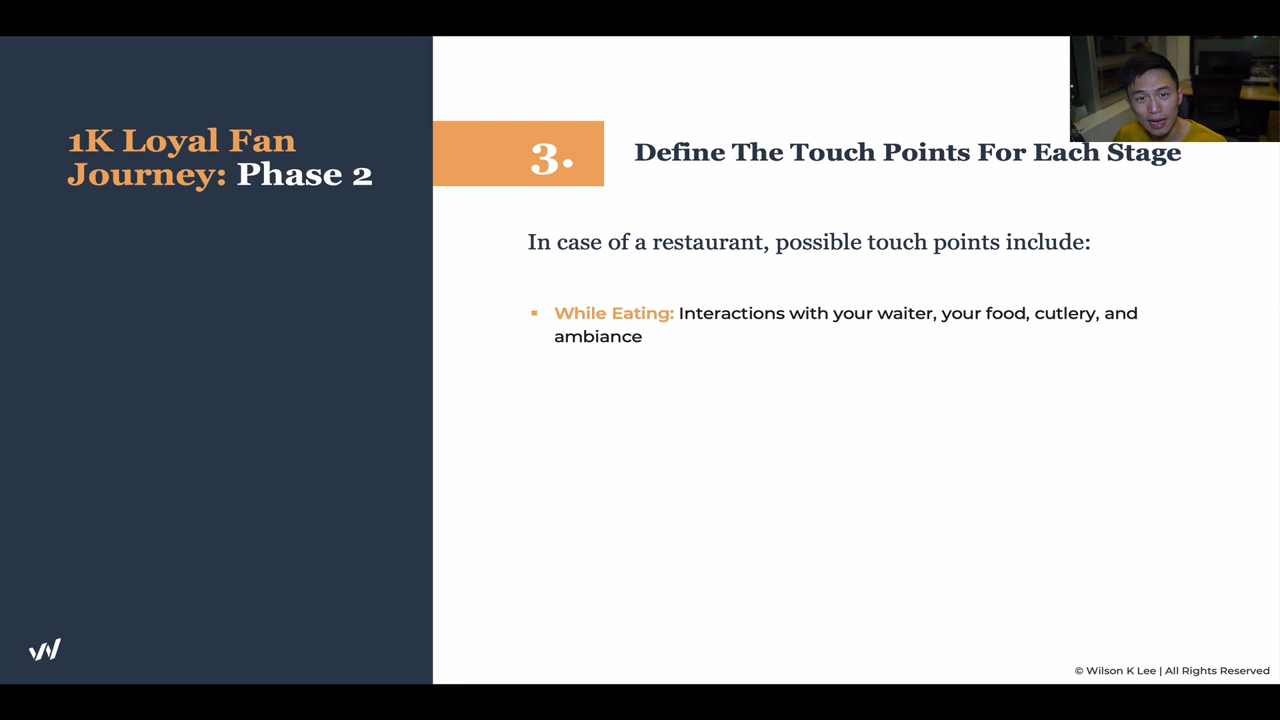 1K Loyal Fan
Journey: Phase 2
3.
Define The Touch Points For Each Stage
In case of a restaurant, possible touch points include:
▪ While Eating: Interactions with your waiter, your food, cutlery, and
ambiance
© Wilson K Lee | All Rights Reserved